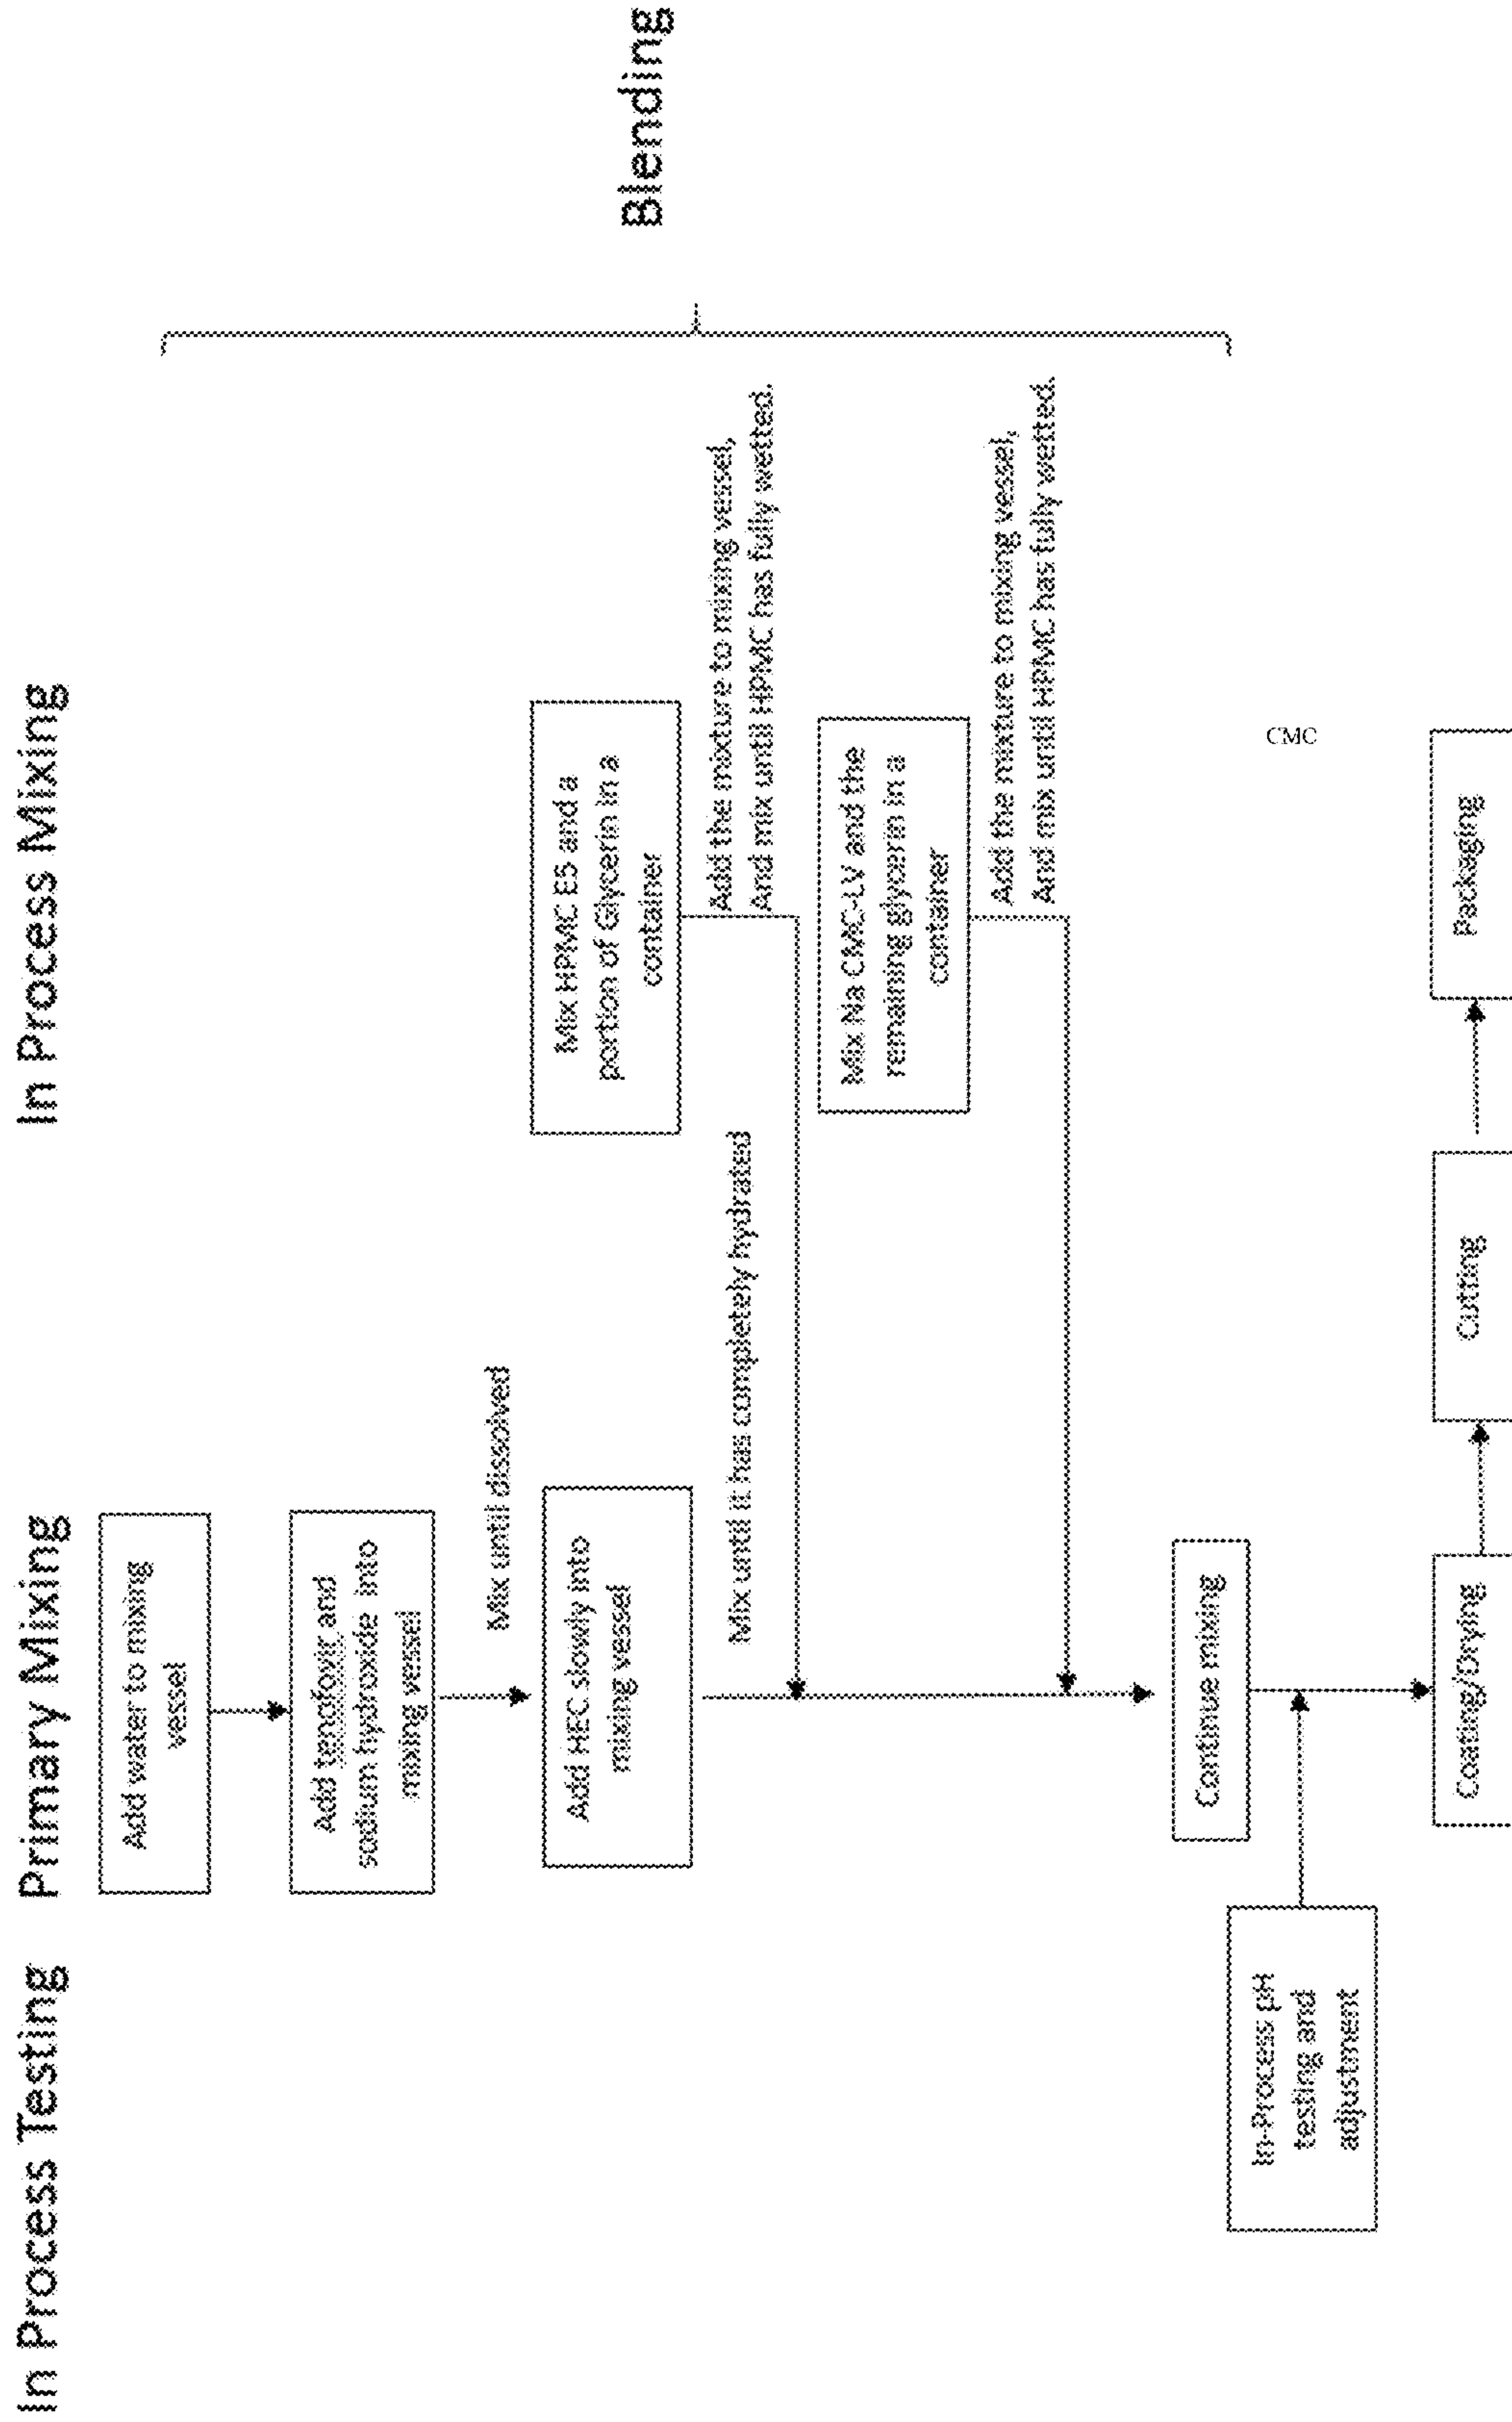 In Process Testing
Primary Mixing
In Process Mixing
Add water to mixing
vessel
Add tenofovir and
sodium hydroxide into
mixing vessel
Mix until dissolved
Add HEC slowly into
mixing vessel
Mix until it has completely hydrated
Mix HPMC E5 and a
portion of Glycerin in a
container
Add the mixture to mixing vessel,
And mix until HPMC has fully wetted.
Mix Na CMC-LV and the
remaining glycerin in a
container
Add the mixture to mixing vessel,
And mix until HPMC has fully wetted.
Blending
CMC
Continue mixing
In-Process pH
testing and
adjustment
Coating/Drying
Cutting
Packaging